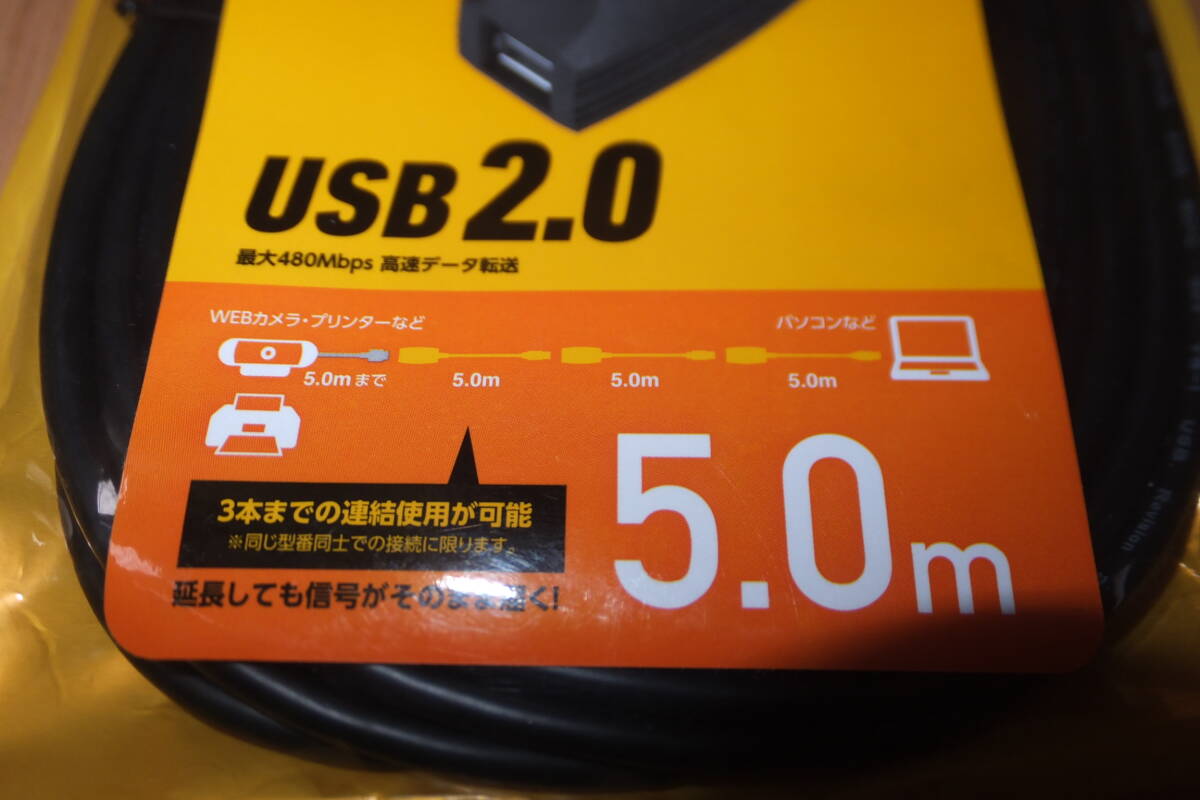 USB 2.0
最大480Mbps 高速データ転送
WEBカメラ・プリンターなど
パソコンなど
5.0mまで
5.0m
5.0m
5.0m
3本までの連結使用が可能
※同じ型番同士での接続に限ります。
延長しても信号がそのまま届く!
5.0m
USB
Revision